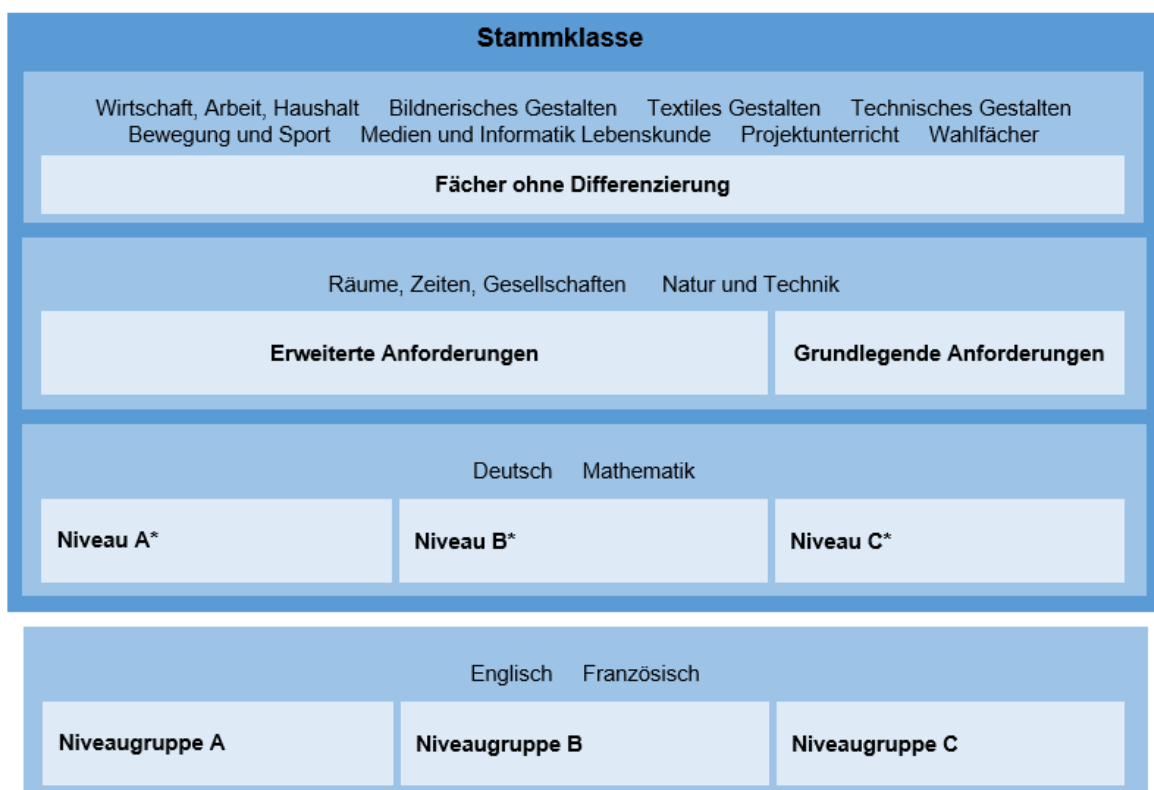 Stammklasse
Wirtschaft, Arbeit, Haushalt Bildnerisches Gestalten Textiles Gestalten Technisches Gestalten
Bewegung und Sport Medien und Informatik Lebenskunde Projektunterricht Wahlfächer
Fächer ohne Differenzierung
Räume, Zeiten, Gesellschaften Natur und Technik
Erweiterte Anforderungen Grundlegende Anforderungen
Deutsch Mathematik
Niveau A* Niveau B* Niveau C*
Englisch Französisch
Niveaugruppe A Niveaugruppe B Niveaugruppe C